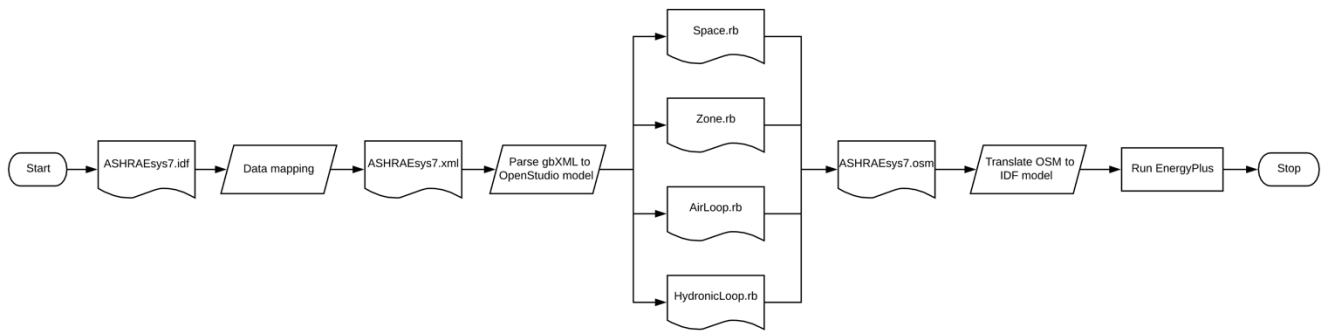 Start
ASHRAEsys7.idf
Data mapping
ASHRAEsys7.xml
Parse gbXML to
OpenStudio model
Space.rb
Zone.rb
AirLoop.rb
HydronicLoop.rb
ASHRAEsys7.osm
Translate OSM to
IDF model
Run EnergyPlus
Stop